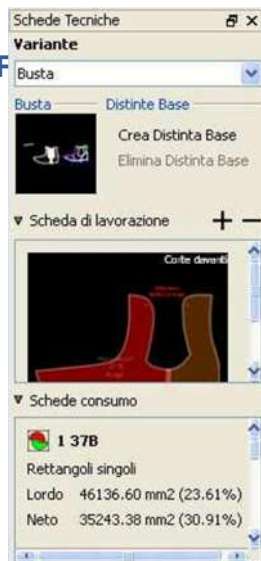 Schede Tecniche
Variante
F
Busta
Busta Distinte Base
Crea Distinta Base
Elimina Distinta Base
Scheda di lavorazione
Corte davanti
Schede consumo
1 37B
Rettangoli singoli
Lordo 46136.60 mm2 (23.61%)
Neto 35243.38 mm2 (30.91%)